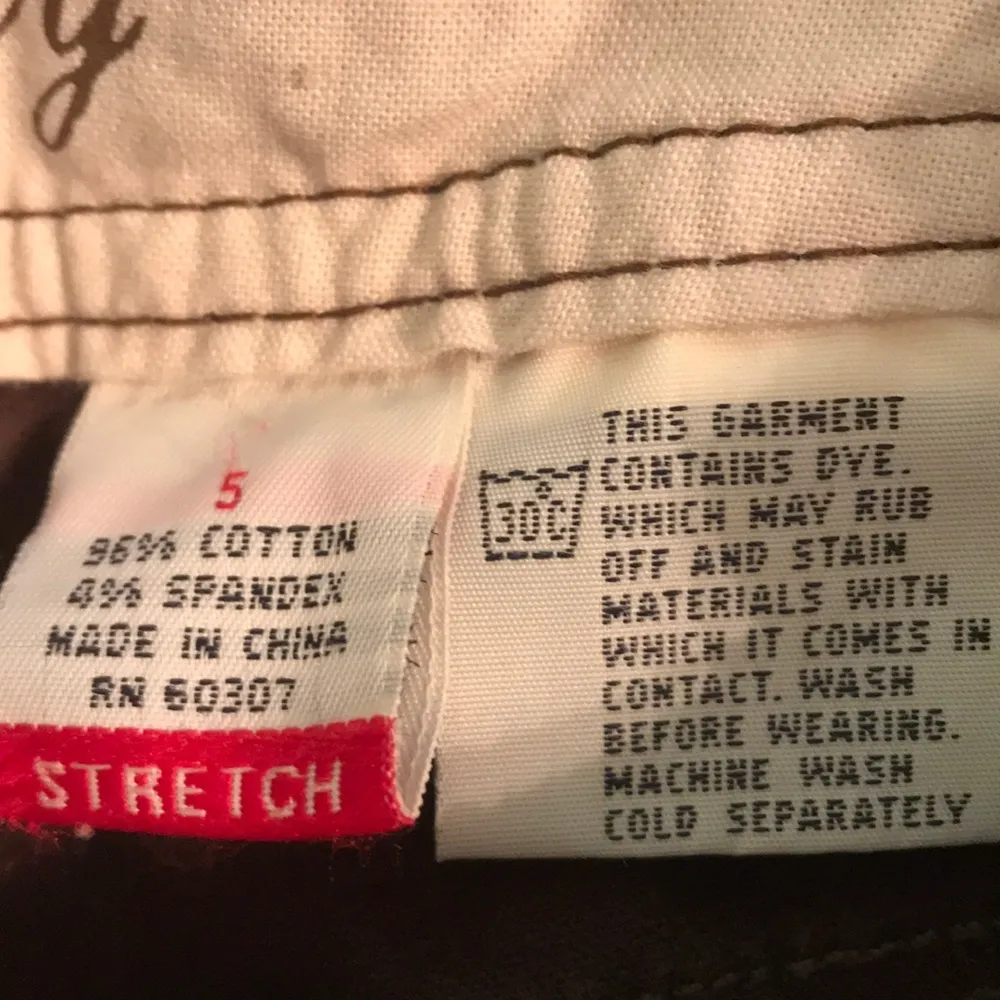 5
96% COTTON
4% SPANDEX
MADE IN CHINA
RN 60307
STRETCH
30C
THIS GARMENT
CONTAINS DYE.
WHICH MAY RUB
OFF AND STAIN
MATERIALS WITH
WHICH IT COMES IN
CONTACT. WASH
BEFORE WEARING.
MACHINE WASH
COLD SEPARATELY